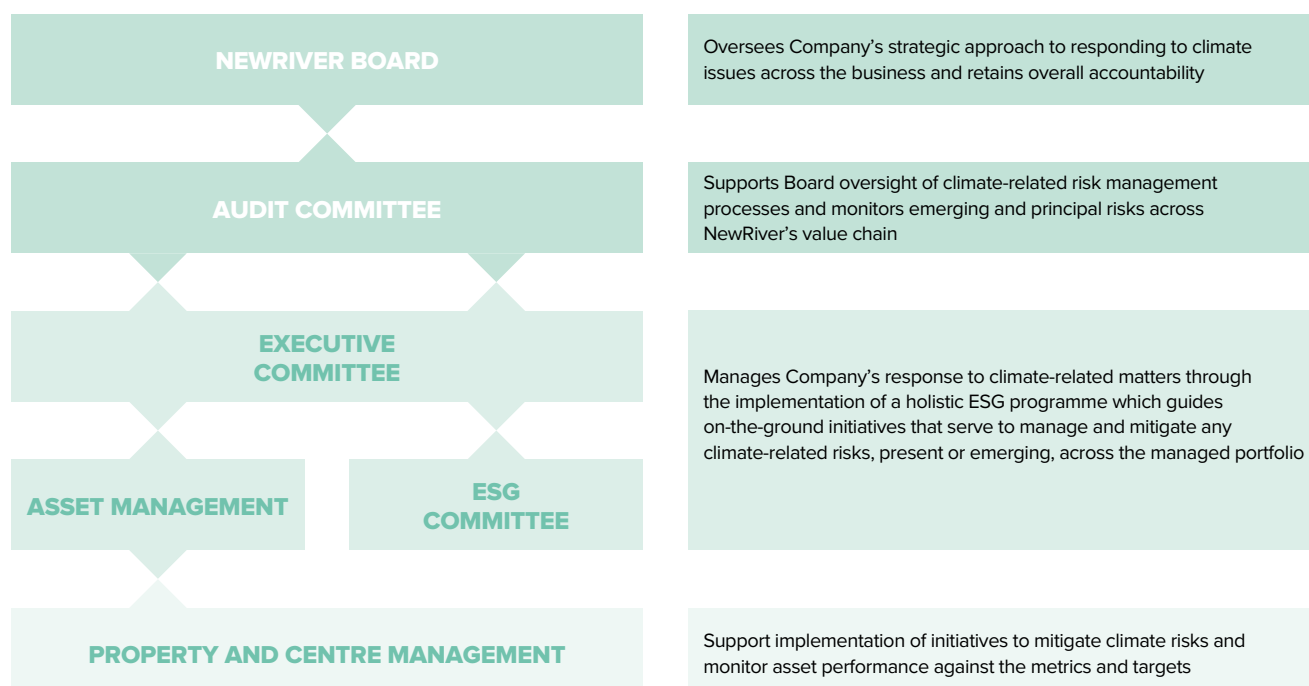 NEWRIVER BOARD
Oversees Company’s strategic approach to responding to climate
issues across the business and retains overall accountability
AUDIT COMMITTEE
Supports Board oversight of climate-related risk management
processes and monitors emerging and principal risks across
NewRiver’s value chain
EXECUTIVE
COMMITTEE
ASSET MANAGEMENT
ESG
COMMITTEE
Manages Company’s response to climate-related matters through
the implementation of a holistic ESG programme which guides
on-the-ground initiatives that serve to manage and mitigate any
climate-related risks, present or emerging, across the managed portfolio
PROPERTY AND CENTRE MANAGEMENT
Support implementation of initiatives to mitigate climate risks and
monitor asset performance against the metrics and targets